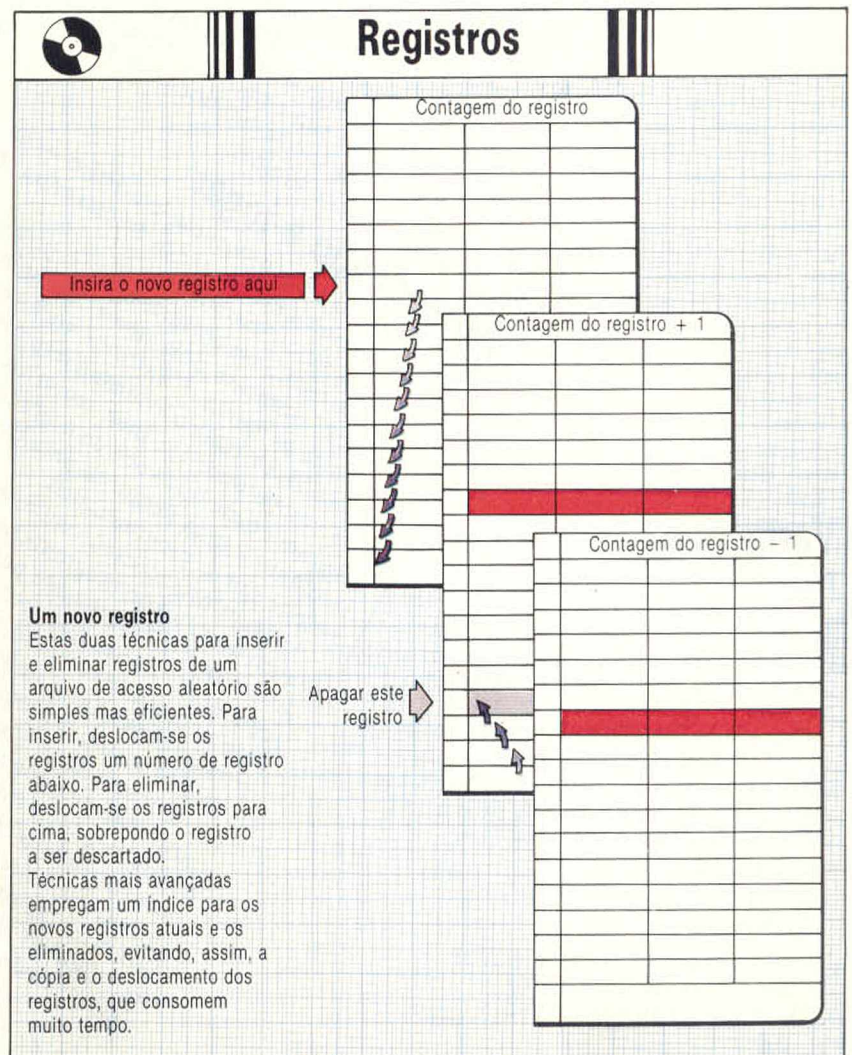 Registros
Contagem do registro
Insira o novo registro aqui
Contagem do registro + 1
Contagem do registro − 1
Apagar este
registro
Um novo registro
Estas duas técnicas para inserir
e eliminar registros de um
arquivo de acesso aleatório são
simples mas eficientes. Para
inserir, deslocam-se os
registros um número de registro
abaixo. Para eliminar,
deslocam-se os registros para
cima, sobrepondo o registro
a ser descartado.
Técnicas mais avançadas
empregam um índice para os
novos registros atuais e os
eliminados, evitando, assim, a
cópia e o deslocamento dos
registros, que consomem
muito tempo.